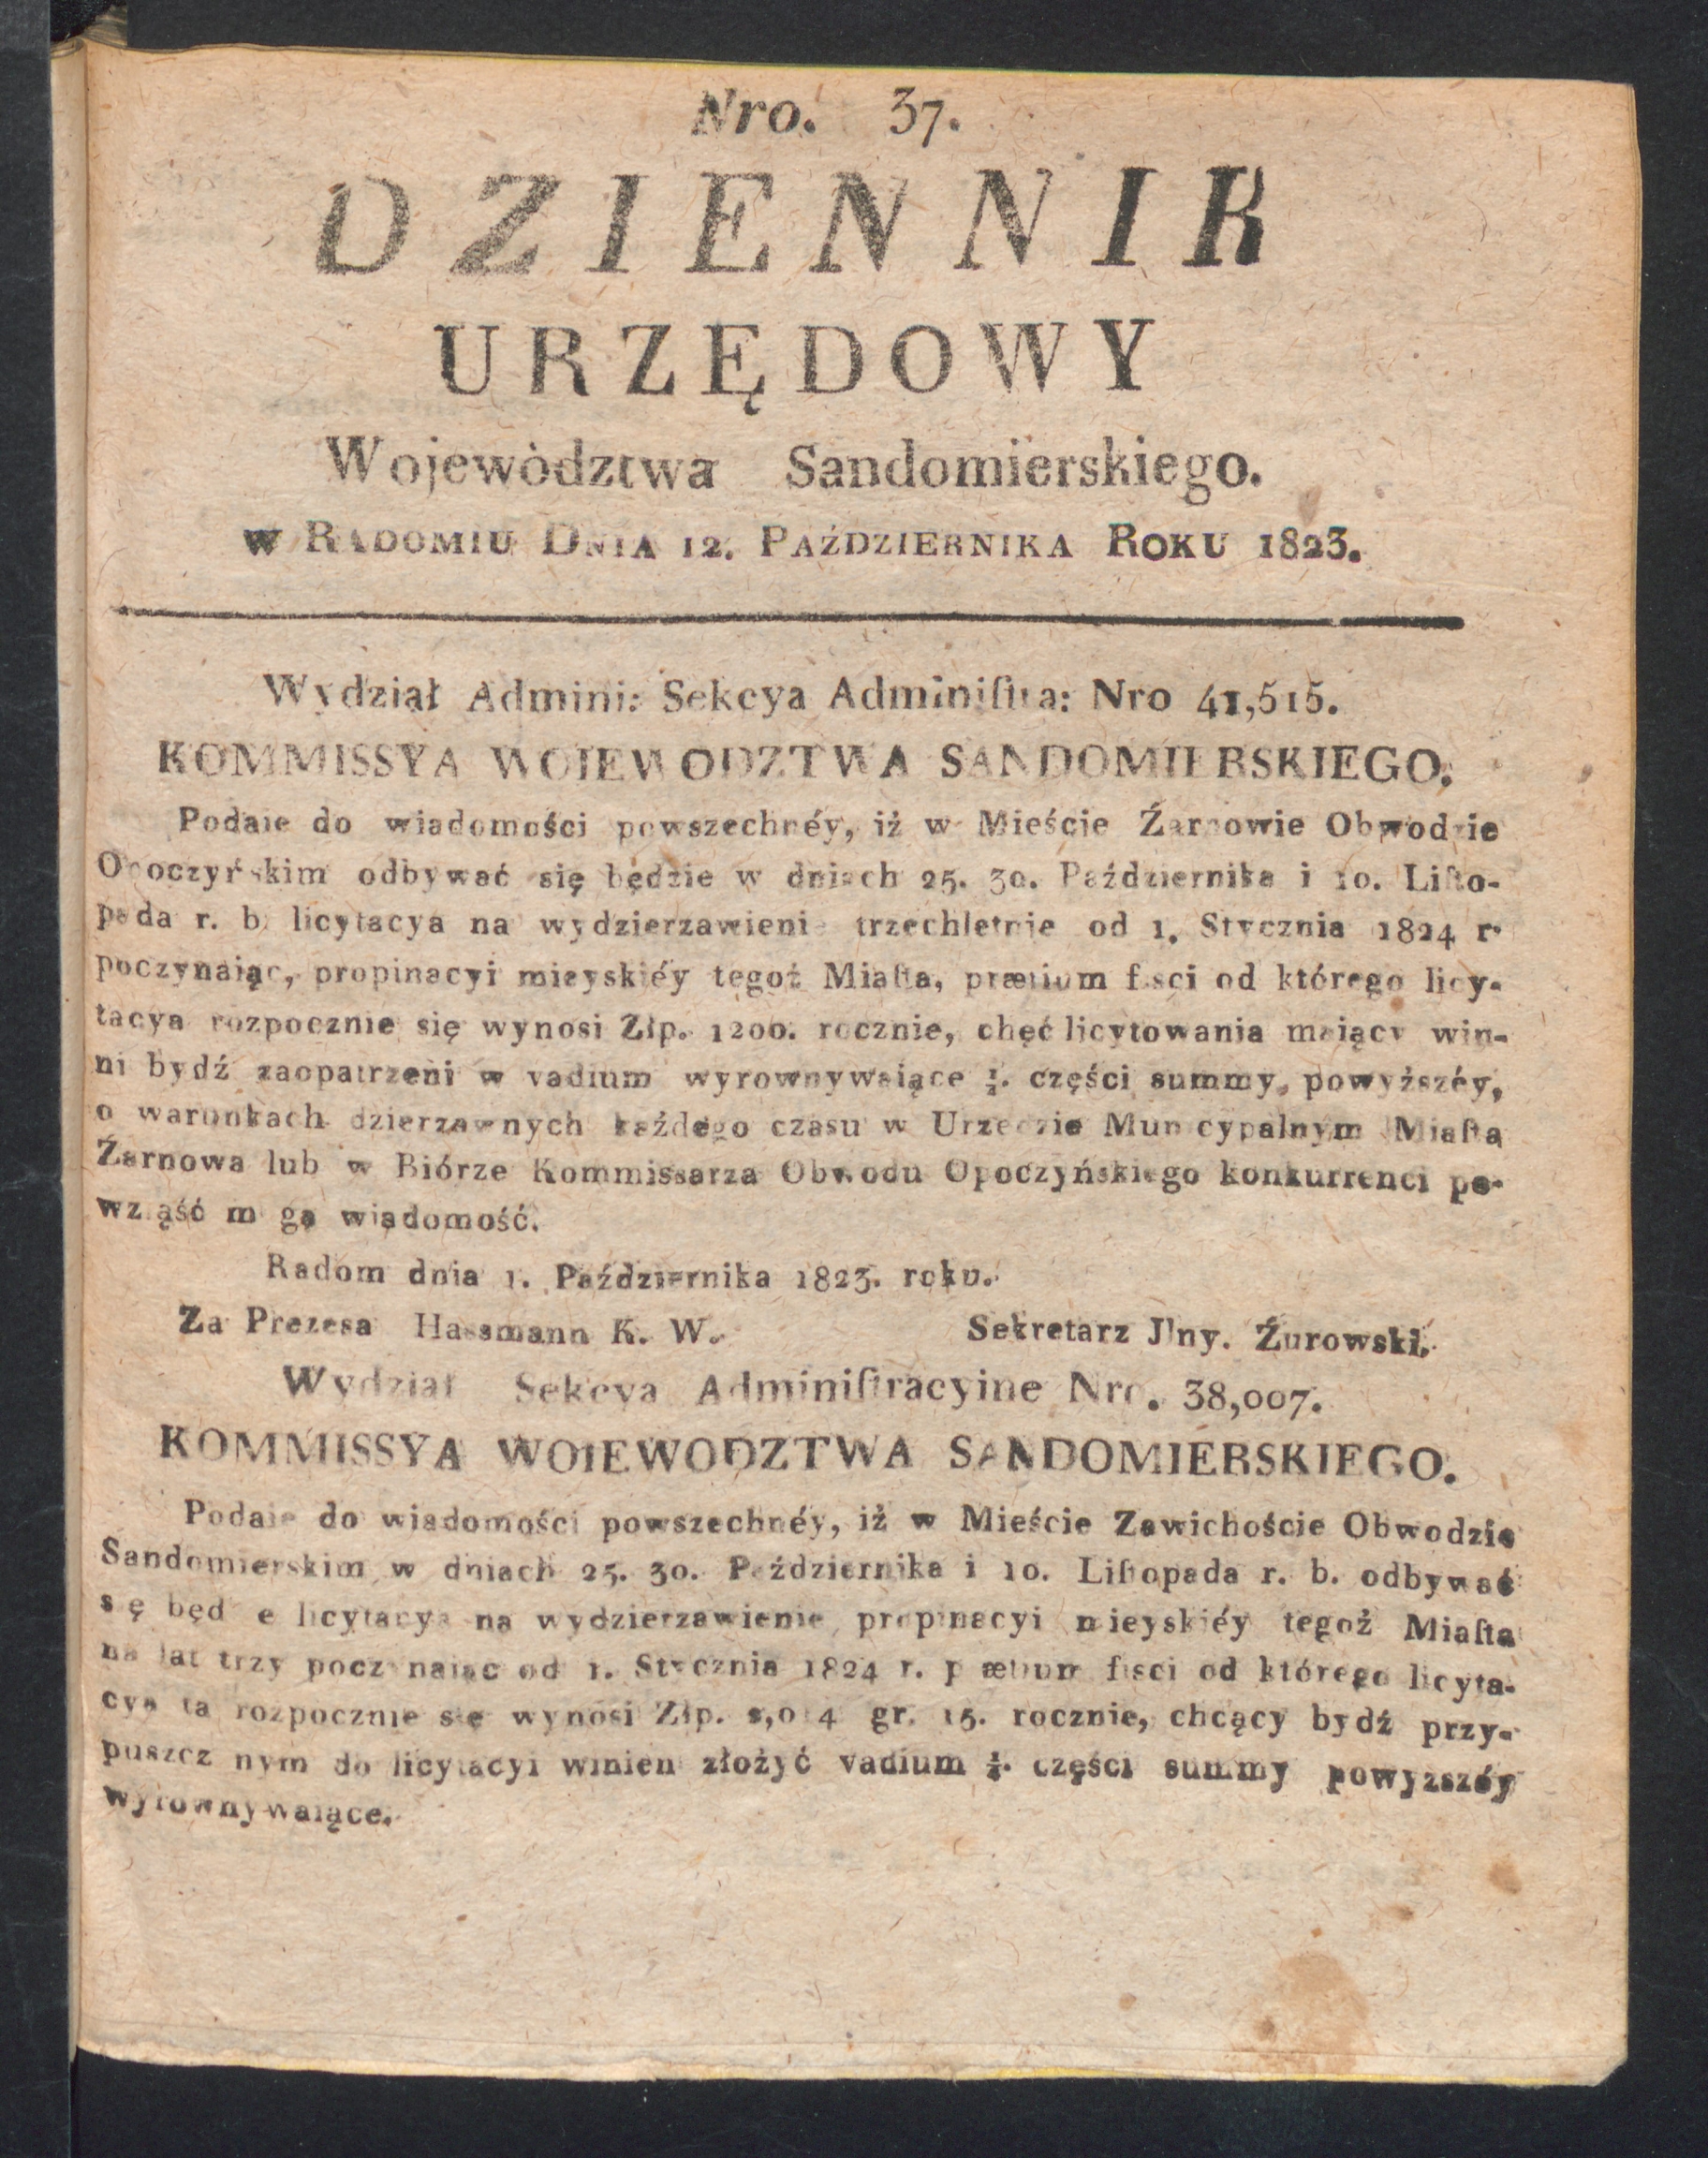 Nro. 37.
DZIENNIK
URZĘDOWY
Wojewòdztwa Sandomierskiego.
w Radomiu Dnia 12. Października Roku 1823.
Wydział Admini: Sekcya Adminiſtra: Nro 41,515.
KOMMISSYA WOIEWODZTWA SANDOMIERSKIEGO.
Podaie do wiadomości powszechnéy, iż w Mieście Żarnowie Obwodzie
Opoczyńskim odbywać się będzie w dniach 25. 30. Października i 10. Liſto-
pada r. b. licytacya na wydzierzawienie trzechletnie od 1. Stycznia 1824 r.
poczynaiąc, propinacyi mieyskiéy tegoż Miaſta, prætium fisci od którego licy-
tacya rozpocznie się wynosi Złp. 1200. rocznie, chęć licytowania maiący win-
ni bydź zaopatrzeni w vadium wyrownywaiące ¼. części summy, powyższéy,
o warunkach dzierzawnych każdego czasu w Urzędzie Municypalnym Miaſta
Żarnowa lub w Biórze Kommissarza Obwodu Opoczyńskiego konkurrenci po-
wziąść mogą wiadomość.
Radom dnia 1. Października 1823. roku.
Za Prezesa Hassmann K. W. Sekretarz Jlny. Żurowski.
Wydział Sekcya Adminiſtracyine Nro. 38,007.
KOMMISSYA WOIEWODZTWA SANDOMIERSKIEGO.
Podaie do wiadomości powszechnéy, iż w Mieście Zawichoście Obwodzie
Sandomierskim w dniach 25. 30. Października i 10. Liſtopada r. b. odbywać
się będzie licytacya na wydzierzawienie propinacyi mieyskiéy tegoż Miaſta
na lat trzy poczynaiąc od 1. Stycznia 1824 r. prætium fisci od którego licyta-
cya ta rozpocznie się wynosi Złp. gr. 15. rocznie, chcący bydź przy-
puszczonym do licytacyi winien złożyć vadium ¼. części summy powyższéy
wyrownywaiące.